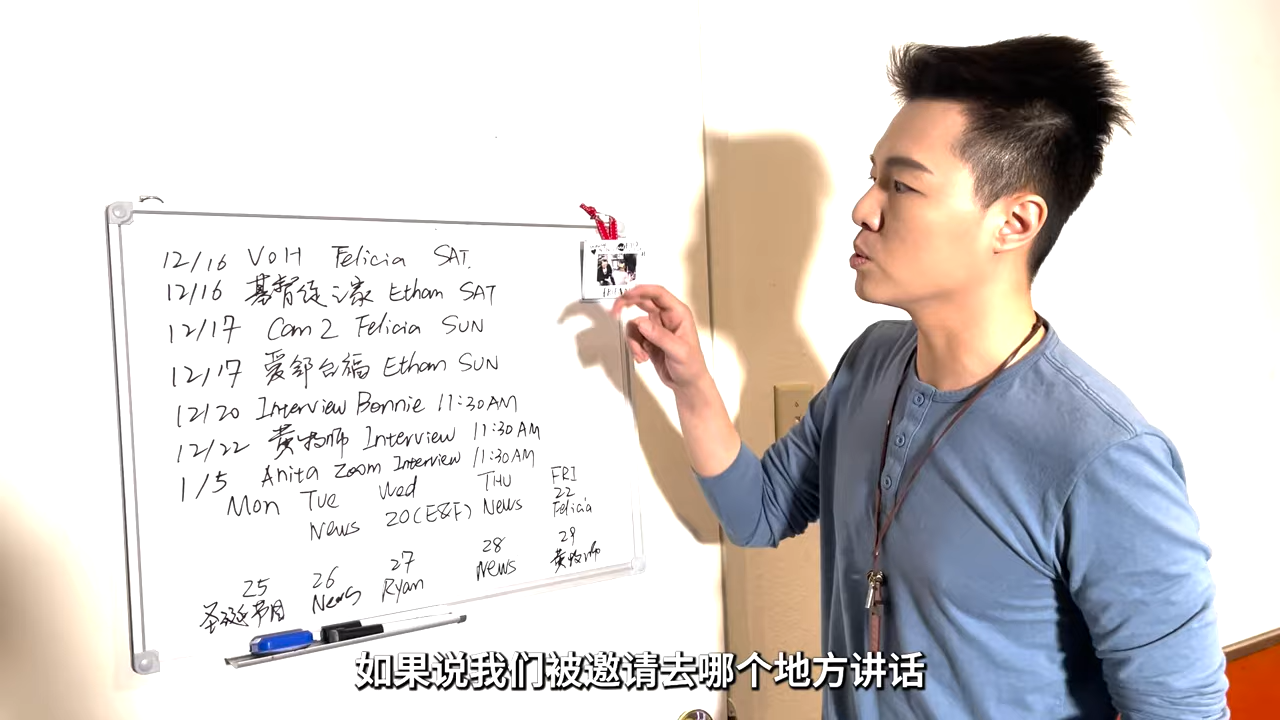 12/16 VOH Felicia SAT.
12/16 基督徒之家 Ethan SAT
12/17 Com 2 Felicia SUN
12/17 爱邻台福 Ethan SUN
12/20 Interview Bonnie 11:30AM
12/22 黄牧师 Interview 11:30AM
1/5 Anita Zoom Interview 11:30AM
Mon Tue Wed THU FRI
News 20(E&F) News 22 Felicia
25 26 27 28 29
圣诞节目 News Ryan News 黄牧师
如果说我们被邀请去哪个地方讲话